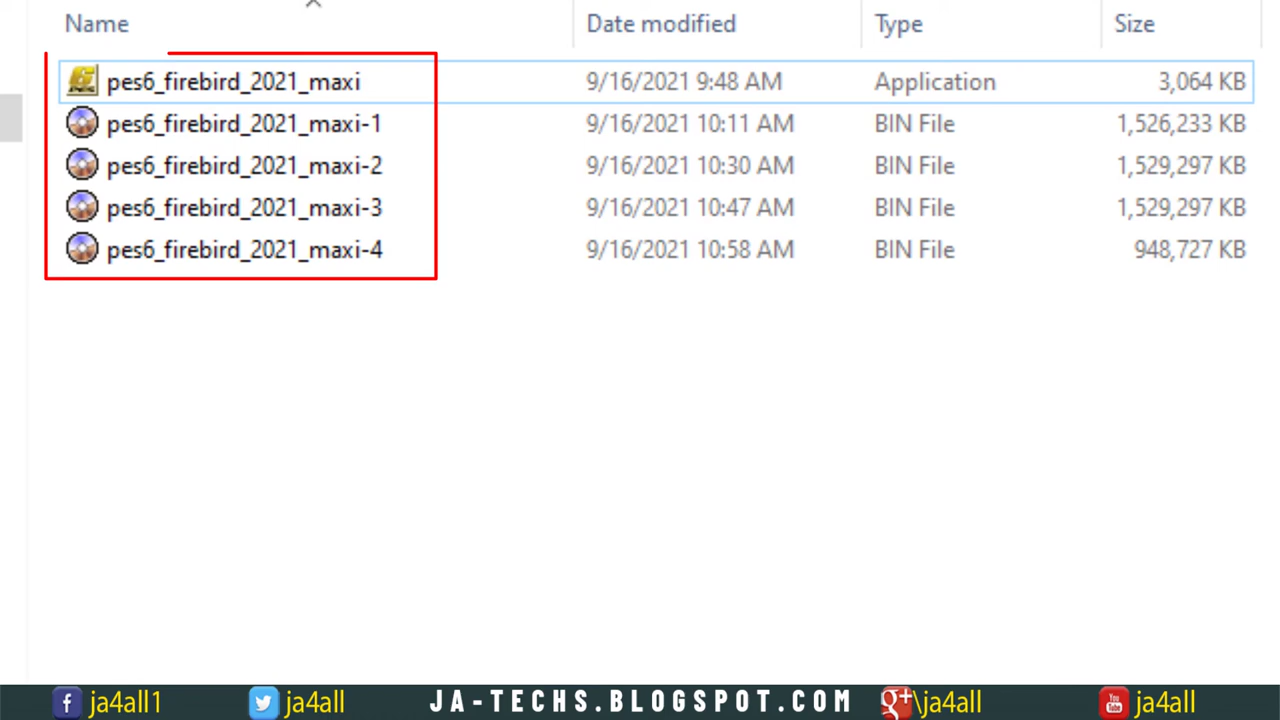 Name Date modified Type Size
pes6_firebird_2021_maxi 9/16/2021 9:48 AM Application 3,064 KB
pes6_firebird_2021_maxi-1 9/16/2021 10:11 AM BIN File 1,526,233 KB
pes6_firebird_2021_maxi-2 9/16/2021 10:30 AM BIN File 1,529,297 KB
pes6_firebird_2021_maxi-3 9/16/2021 10:47 AM BIN File 1,529,297 KB
pes6_firebird_2021_maxi-4 9/16/2021 10:58 AM BIN File 948,727 KB
f ja4all1 ja4all JA-TECHS.BLOGSPOT.COM g+\ja4all You Tube ja4all